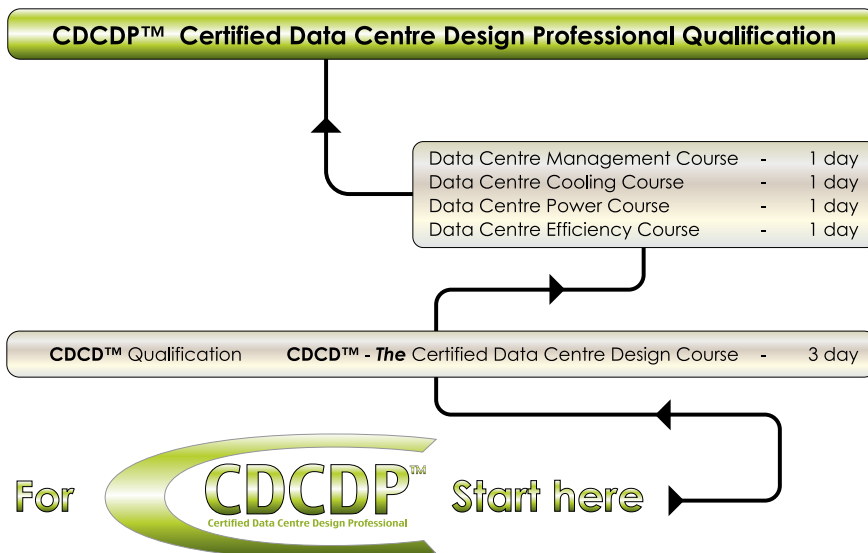 CDCDP™ Certified Data Centre Design Professional Qualification
Data Centre Management Course - 1 day
Data Centre Cooling Course - 1 day
Data Centre Power Course - 1 day
Data Centre Efficiency Course - 1 day
CDCD™ Qualification CDCD™ - The Certified Data Centre Design Course - 3 day
For CDCDP™ Start here
Certified Data Centre Design Professional